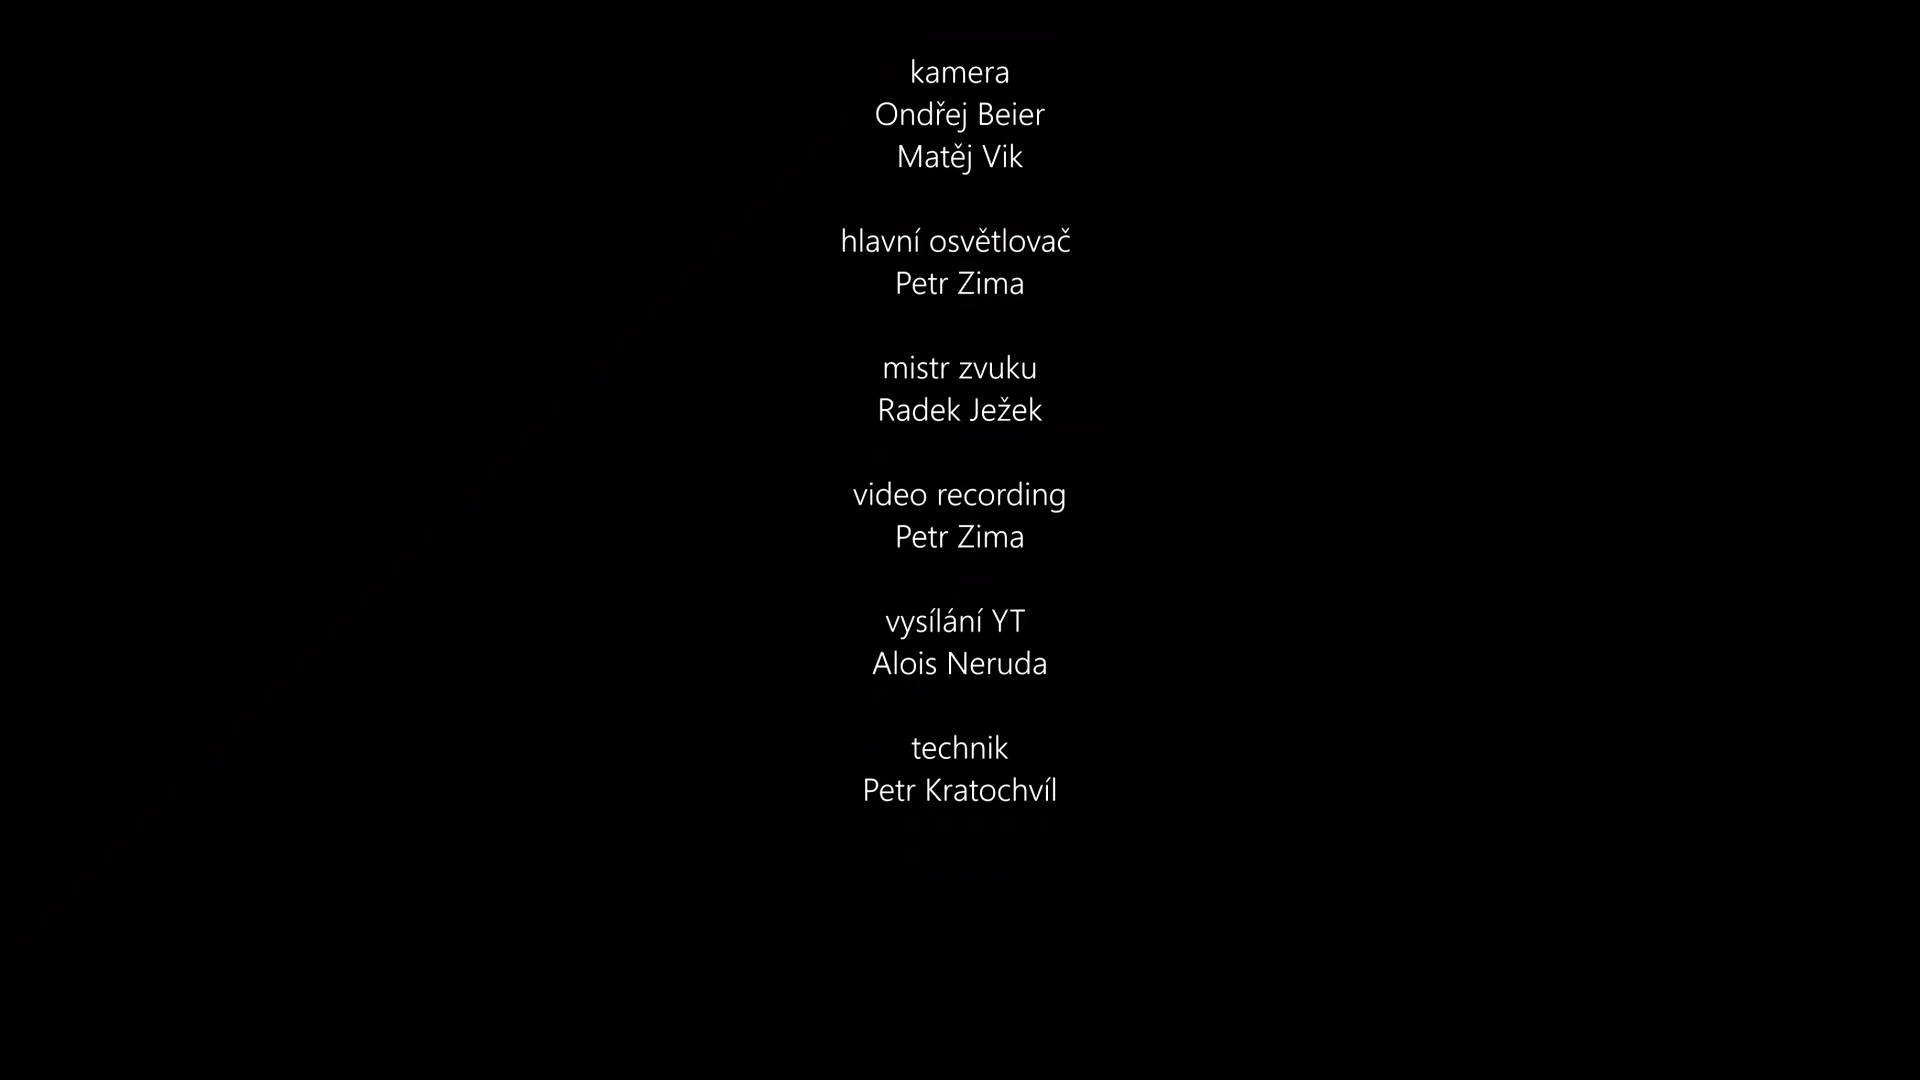 kamera
Ondřej Beier
Matěj Vik
hlavní osvětlovač
Petr Zima
mistr zvuku
Radek Ježek
video recording
Petr Zima
vysílání YT
Alois Neruda
technik
Petr Kratochvíl